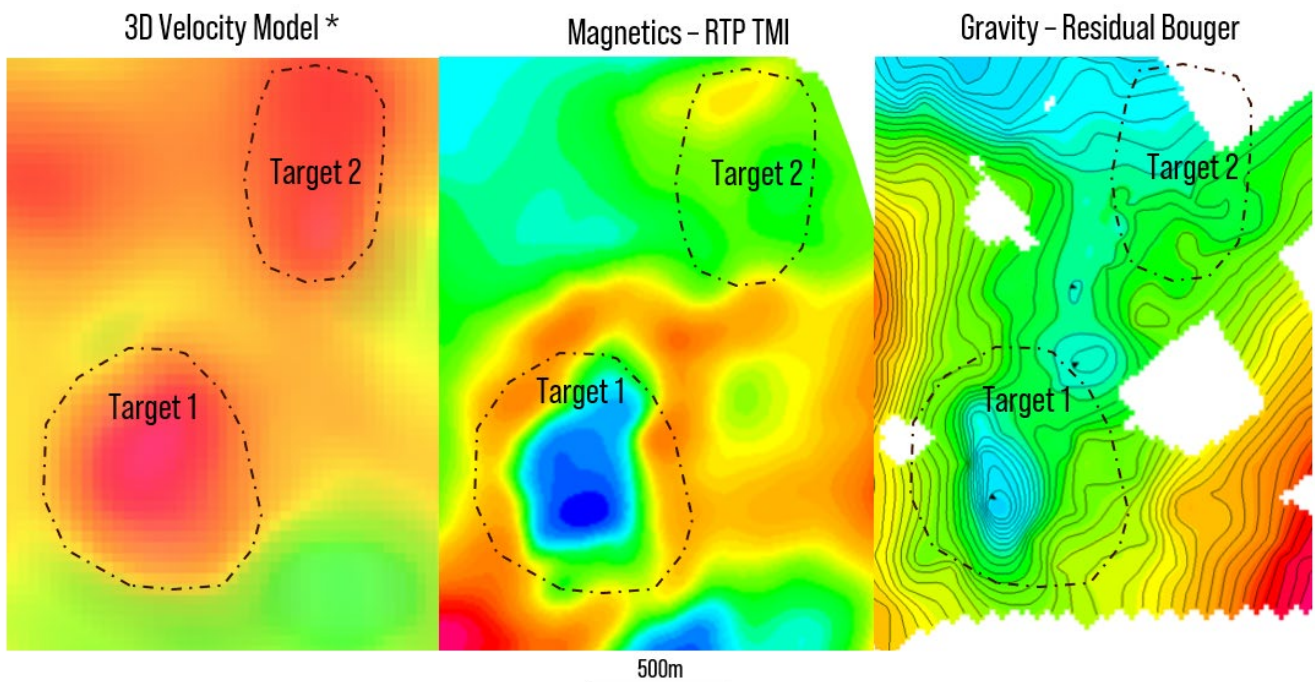 3D Velocity Model *
Magnetics – RTP TMI
Gravity – Residual Bouger
Target 2
Target 2
Target 2
Target 1
Target 1
Target 1
500m